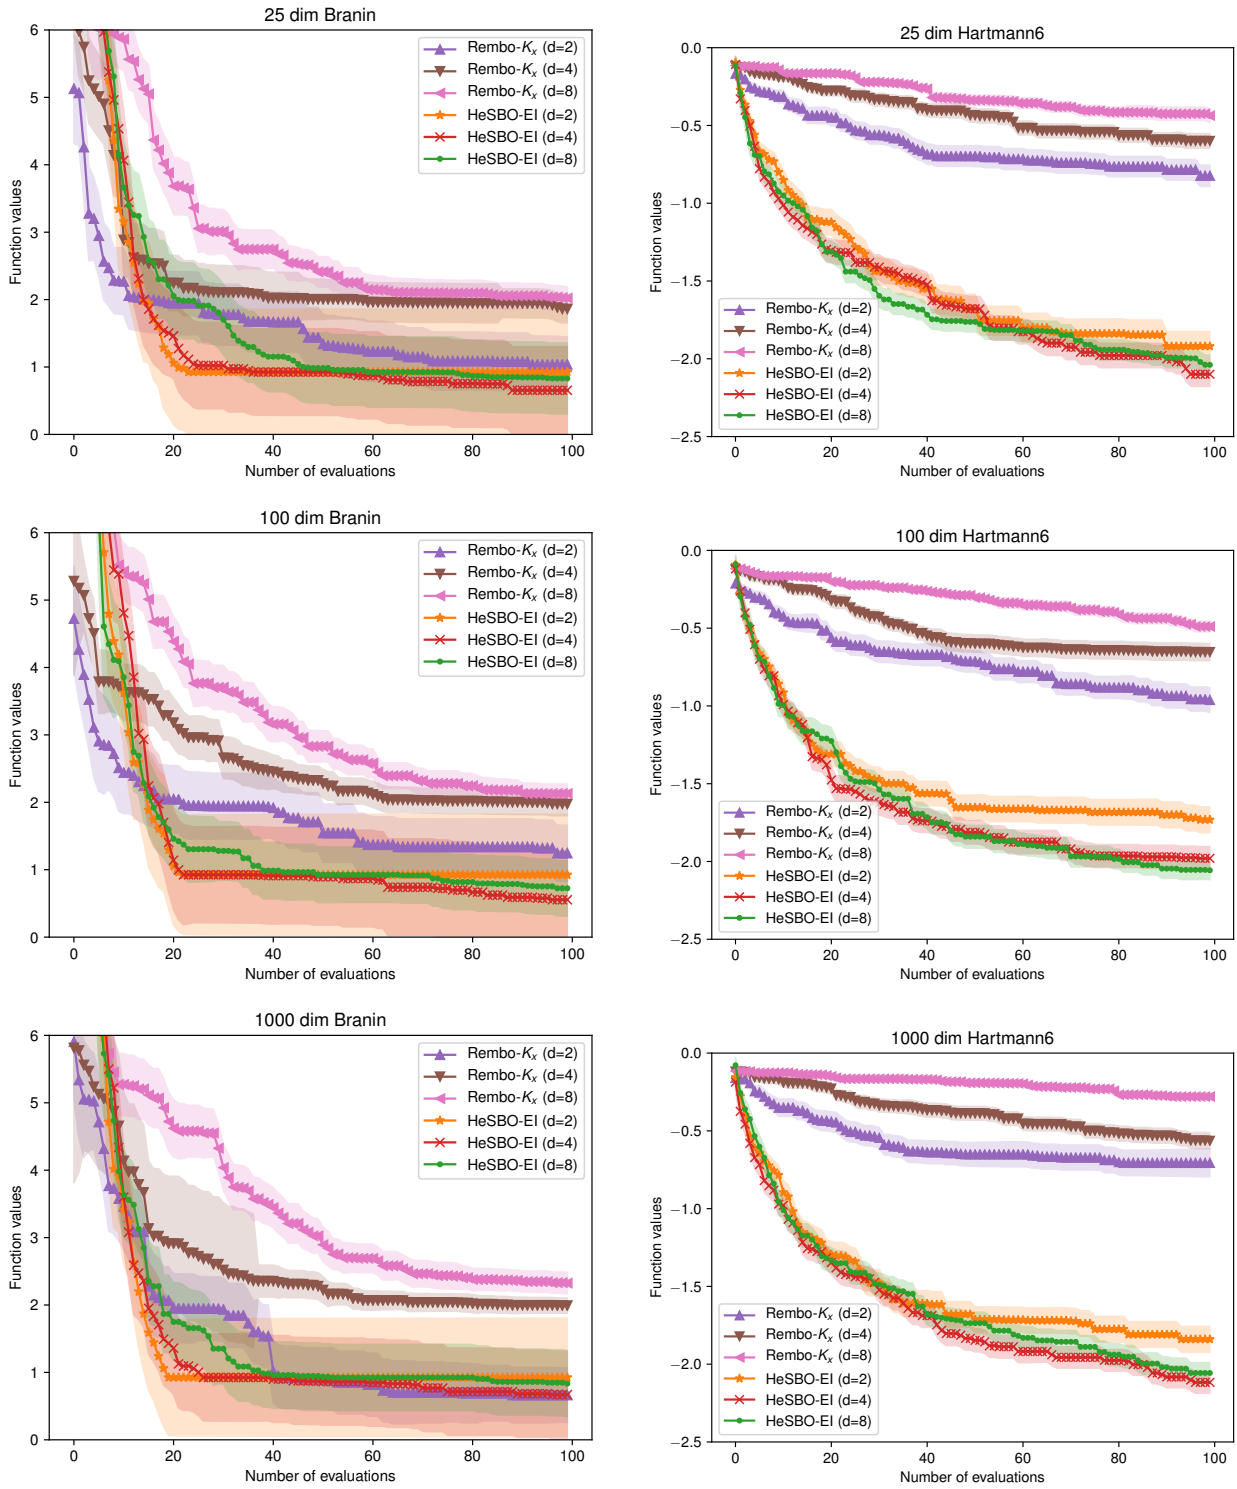 25 dim Branin
Function values
6
5
4
3
2
1
0
0 20 40 60 80 100
Number of evaluations
Rembo-Kx (d=2)
Rembo-Kx (d=4)
Rembo-Kx (d=8)
HeSBO-EI (d=2)
HeSBO-EI (d=4)
HeSBO-EI (d=8)
25 dim Hartmann6
Function values
0.0
−0.5
−1.0
−1.5
−2.0
−2.5
0 20 40 60 80 100
Number of evaluations
Rembo-Kx (d=2)
Rembo-Kx (d=4)
Rembo-Kx (d=8)
HeSBO-EI (d=2)
HeSBO-EI (d=4)
HeSBO-EI (d=8)
100 dim Branin
Function values
6
5
4
3
2
1
0
0 20 40 60 80 100
Number of evaluations
Rembo-Kx (d=2)
Rembo-Kx (d=4)
Rembo-Kx (d=8)
HeSBO-EI (d=2)
HeSBO-EI (d=4)
HeSBO-EI (d=8)
100 dim Hartmann6
Function values
0.0
−0.5
−1.0
−1.5
−2.0
−2.5
0 20 40 60 80 100
Number of evaluations
Rembo-Kx (d=2)
Rembo-Kx (d=4)
Rembo-Kx (d=8)
HeSBO-EI (d=2)
HeSBO-EI (d=4)
HeSBO-EI (d=8)
1000 dim Branin
Function values
6
5
4
3
2
1
0
0 20 40 60 80 100
Number of evaluations
Rembo-Kx (d=2)
Rembo-Kx (d=4)
Rembo-Kx (d=8)
HeSBO-EI (d=2)
HeSBO-EI (d=4)
HeSBO-EI (d=8)
1000 dim Hartmann6
Function values
0.0
−0.5
−1.0
−1.5
−2.0
−2.5
0 20 40 60 80 100
Number of evaluations
Rembo-Kx (d=2)
Rembo-Kx (d=4)
Rembo-Kx (d=8)
HeSBO-EI (d=2)
HeSBO-EI (d=4)
HeSBO-EI (d=8)